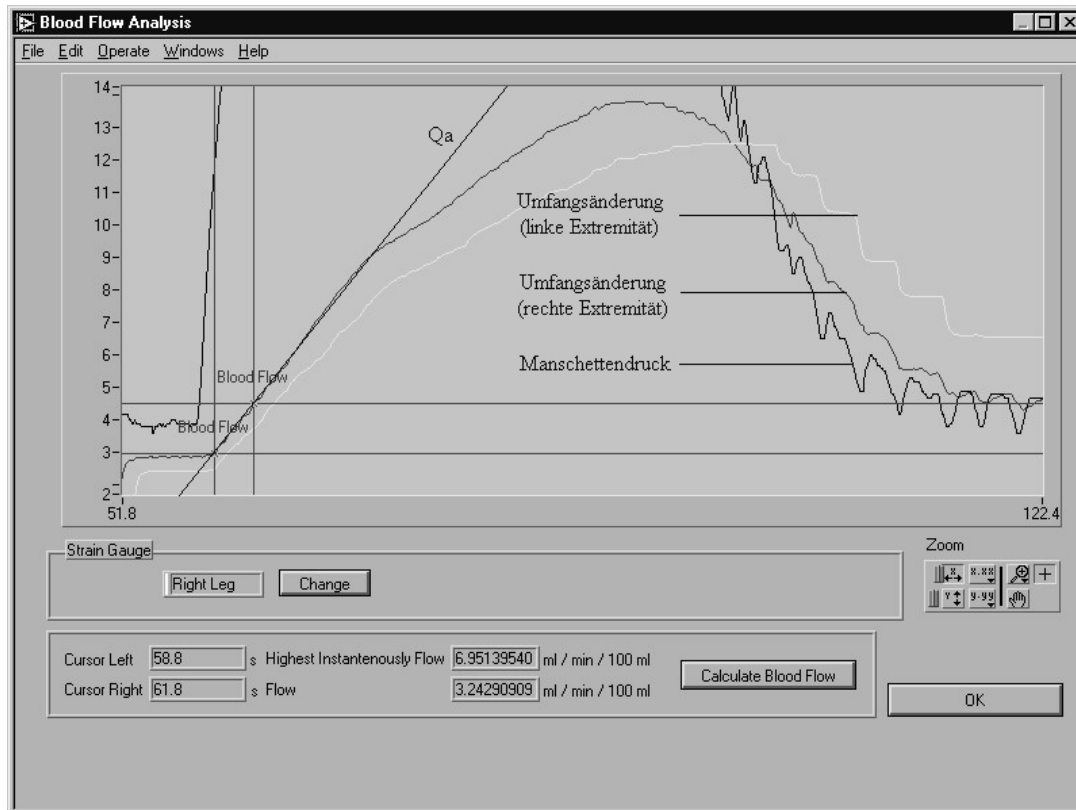 Blood Flow Analysis
File Edit Operate Windows Help
14
13
12
11
10
9
8
7
6
5
4
3
2
Qa
Umfangsänderung
(linke Extremität)
Umfangsänderung
(rechte Extremität)
Manschettendruck
Blood Flow
Blood Flow
51.8
122.4
Strain Gauge
Right Leg
Change
Zoom
X
x.xx
Y
y.yy
Cursor Left 58.8 s Highest Instantenously Flow 6.95139540 ml / min / 100 ml
Cursor Right 61.8 s Flow 3.24290909 ml / min / 100 ml
Calculate Blood Flow
OK